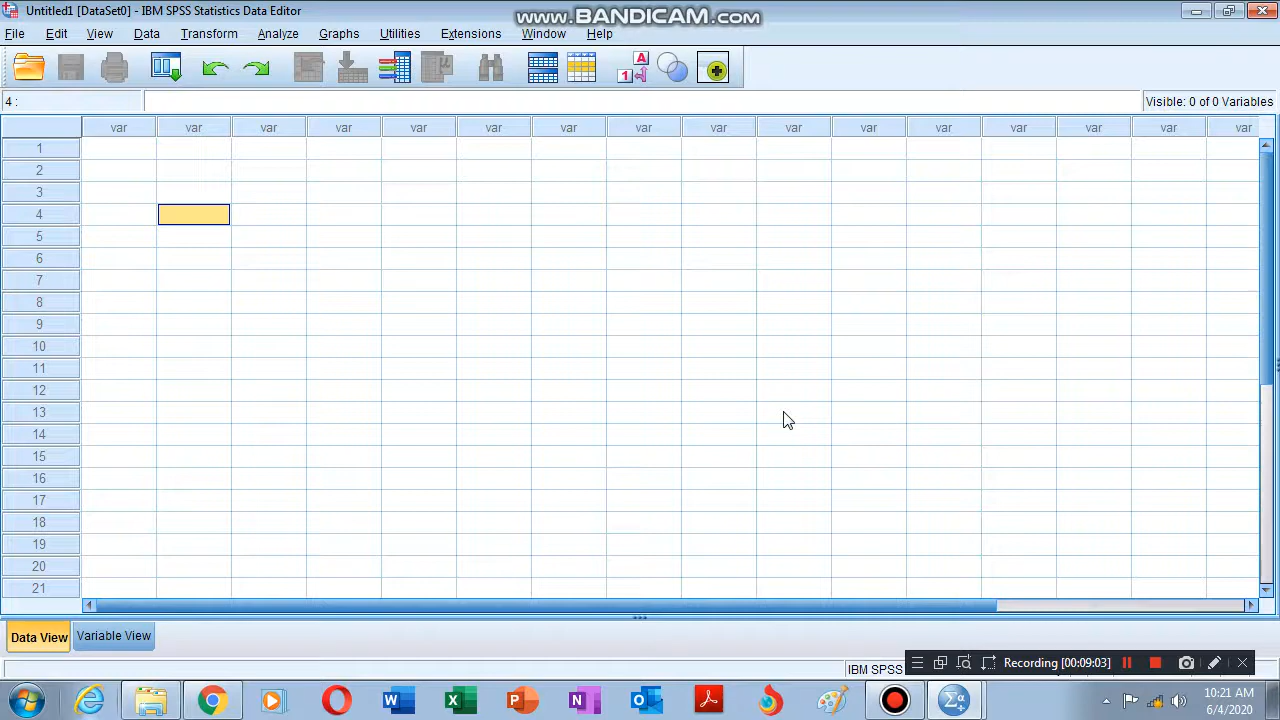 Untitled1 [DataSet0] - IBM SPSS Statistics Data Editor
www.BANDICAM.com
File Edit View Data Transform Analyze Graphs Utilities Extensions Window Help
4 :
Visible: 0 of 0 Variables
var var var var var var var var var var var var var var var var
1
2
3
4
5
6
7
8
9
10
11
12
13
14
15
16
17
18
19
20
21
Data View Variable View
IBM SPSS
Recording [00:09:03]
10:21 AM
6/4/2020